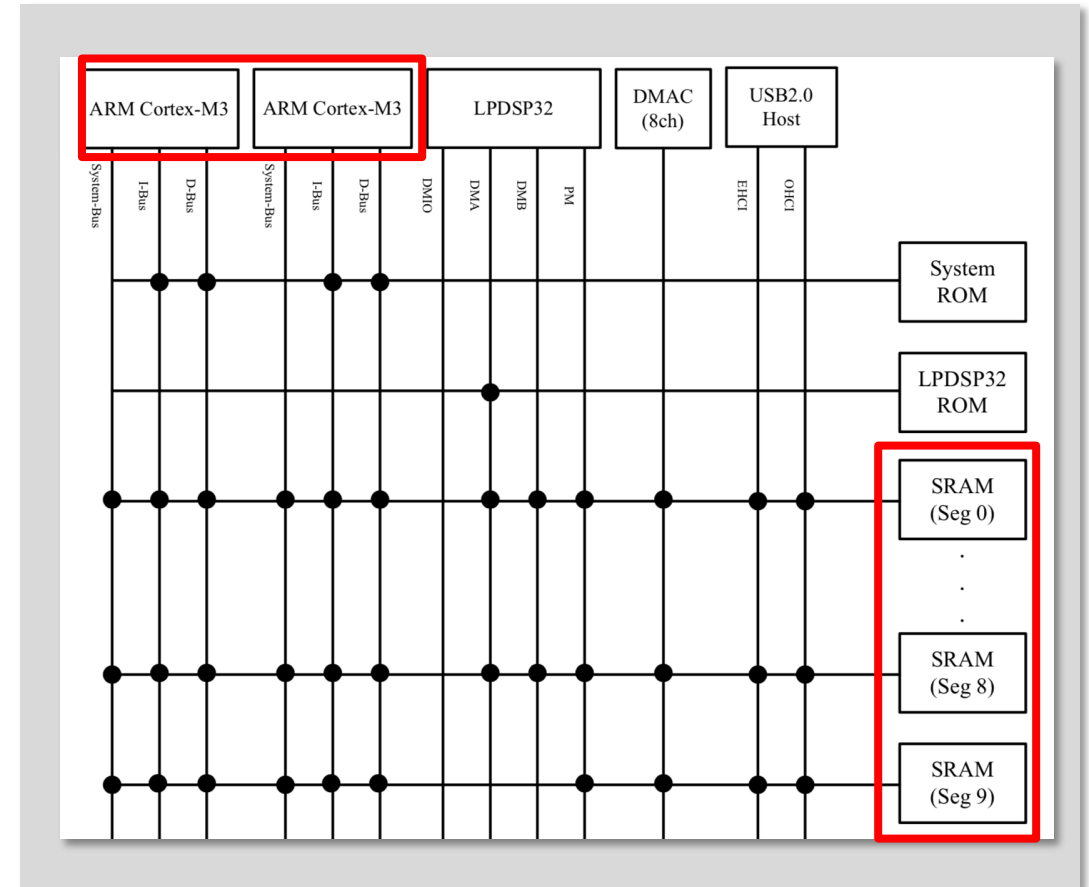 ARM Cortex-M3
ARM Cortex-M3
LPDSP32
DMAC
(8ch)
USB2.0
Host
System-Bus
I-Bus
D-Bus
System-Bus
I-Bus
D-Bus
DMIO
DMA
DMB
PM
EHCI
OHCI
System
ROM
LPDSP32
ROM
SRAM
(Seg 0)
.
.
.
SRAM
(Seg 8)
SRAM
(Seg 9)